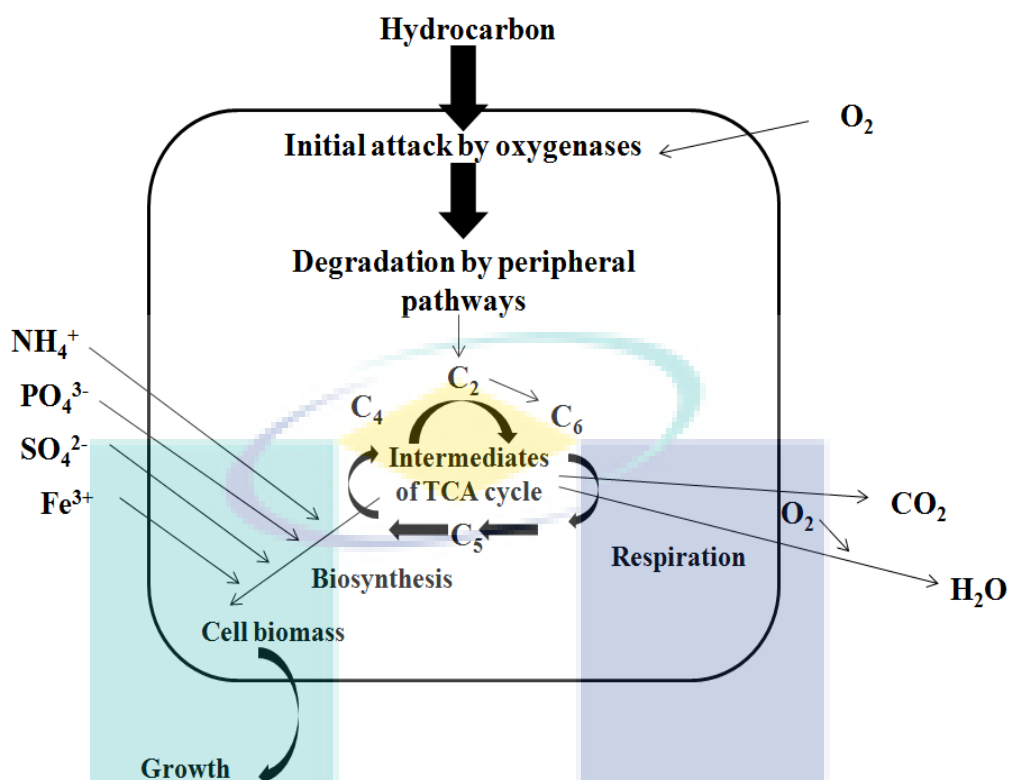 Hydrocarbon
O₂
Initial attack by oxygenases
Degradation by peripheral
pathways
NH₄⁺
PO₄³⁻
SO₄²⁻
Fe³⁺
C₂
C₄
C₆
Intermediates
of TCA cycle
C₅
CO₂
O₂
H₂O
Respiration
Biosynthesis
Cell biomass
Growth